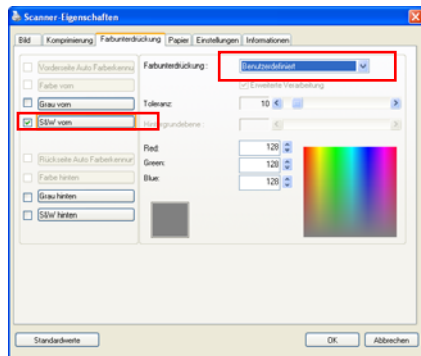 Scanner-Eigenschaften
Bild Komprimierung Farbunterdrückung Papier Einstellungen Informationen
Vorderseite Auto Farberkennu
Farbe vorn
Grau vorn
S&W vorn
Rückseite Auto Farberkennun
Farbe hinten
Grau hinten
S&W hinten
Farbunterdrückung : Benutzerdefiniert
Erweiterte Verarbeitung
Toleranz: 10
Hintergrundebene :
Red: 128
Green: 128
Blue: 128
Standardwerte OK Abbrechen